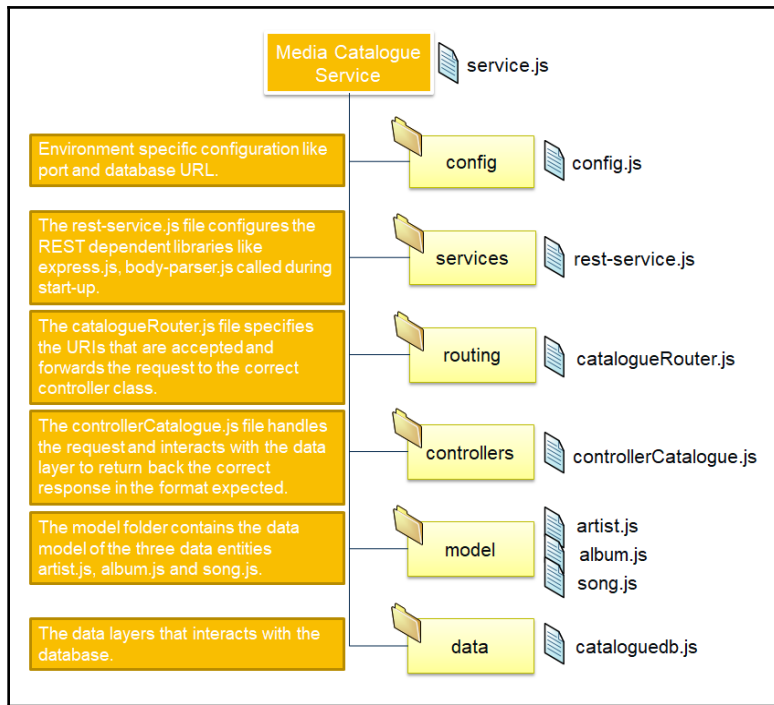 Media Catalogue
Service
service.js
Environment specific configuration like
port and database URL.
config
config.js
The rest-service.js file configures the
REST dependent libraries like
express.js, body-parser.js called during
start-up.
services
rest-service.js
The catalogueRouter.js file specifies
the URIs that are accepted and
forwards the request to the correct
controller class.
routing
catalogueRouter.js
The controllerCatalogue.js file handles
the request and interacts with the data
layer to return back the correct
response in the format expected.
controllers
controllerCatalogue.js
The model folder contains the data
model of the three data entities
artist.js, album.js and song.js.
model
artist.js
album.js
song.js
The data layers that interacts with the
database.
data
cataloguedb.js